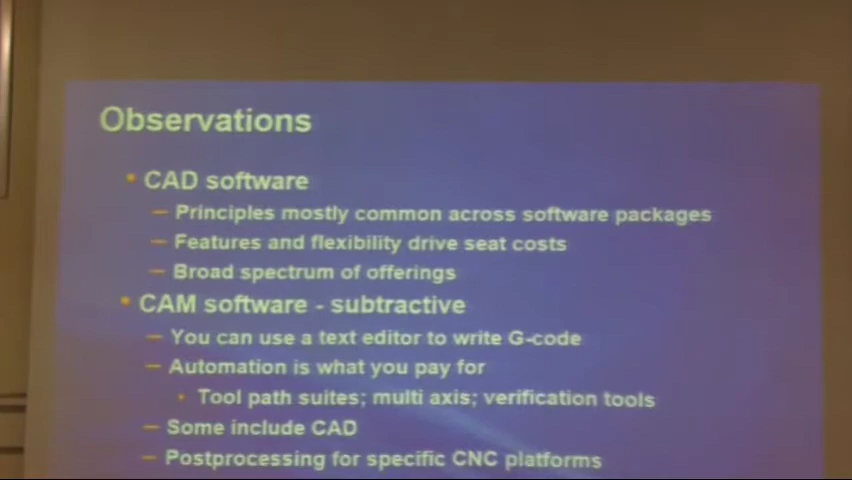 Observations
• CAD software
– Principles mostly common across software packages
– Features and flexibility drive seat costs
– Broad spectrum of offerings
• CAM software - subtractive
– You can use a text editor to write G-code
– Automation is what you pay for
• Tool path suites; multi axis; verification tools
– Some include CAD
– Postprocessing for specific CNC platforms